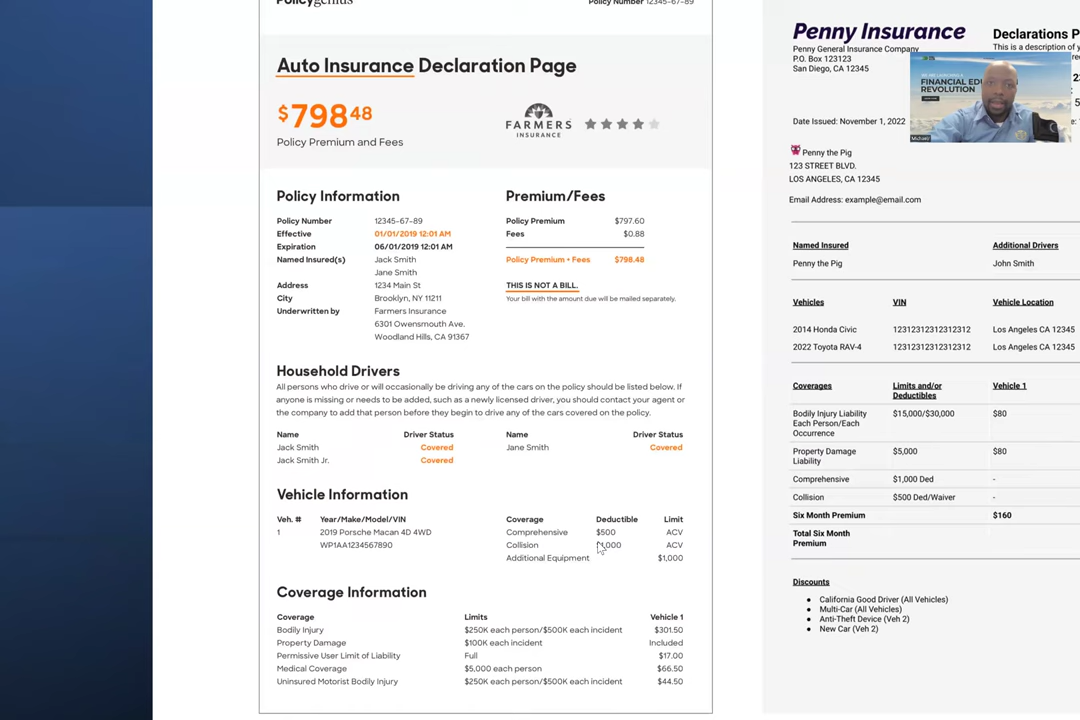 Policygenius
Policy Number 12345-67-89
Auto Insurance Declaration Page
$798 48
Policy Premium and Fees
FARMERS
INSURANCE
Policy Information
Policy Number 12345-67-89
Effective 01/01/2019 12:01 AM
Expiration 06/01/2019 12:01 AM
Named Insured(s) Jack Smith
Jane Smith
Address 1234 Main St
City Brooklyn, NY 11211
Underwritten by Farmers Insurance
6301 Owensmouth Ave.
Woodland Hills, CA 91367
Premium/Fees
Policy Premium $797.60
Fees $0.88
Policy Premium + Fees $798.48
THIS IS NOT A BILL.
Your bill with the amount due will be mailed separately.
Household Drivers
All persons who drive or will occasionally be driving any of the cars on the policy should be listed below. If
anyone is missing or needs to be added, such as a newly licensed driver, you should contact your agent or
the company to add that person before they begin to drive any of the cars covered on the policy.
Name Driver Status Name Driver Status
Jack Smith Covered Jane Smith Covered
Jack Smith Jr. Covered
Vehicle Information
Veh. # Year/Make/Model/VIN Coverage Deductible Limit
1 2019 Porsche Macan 4D 4WD Comprehensive $500 ACV
WP1AA1234567890 Collision $1,000 ACV
Additional Equipment $1,000
Coverage Information
Coverage Limits Vehicle 1
Bodily Injury $250K each person/$500K each incident $301.50
Property Damage $100K each incident Included
Permissive User Limit of Liability Full $17.00
Medical Coverage $5,000 each person $66.50
Uninsured Motorist Bodily Injury $250K each person/$500K each incident $44.50
Penny Insurance
Penny General Insurance Company
P.O. Box 123123
San Diego, CA 12345
Declarations P
This is a description of y
FINANCIAL EDU
REVOLUTION
Date Issued: November 1, 2022
Penny the Pig
123 STREET BLVD.
LOS ANGELES, CA 12345
Email Address: example@email.com
Named Insured Additional Drivers
Penny the Pig John Smith
Vehicles VIN Vehicle Location
2014 Honda Civic 12312312312312312 Los Angeles CA 12345
2022 Toyota RAV-4 12312312312312312 Los Angeles CA 12345
Coverages Limits and/or Vehicle 1
Deductibles
Bodily Injury Liability $15,000/$30,000 $80
Each Person/Each
Occurrence
Property Damage $5,000 $80
Liability
Comprehensive $1,000 Ded -
Collision $500 Ded/Waiver -
Six Month Premium $160
Total Six Month
Premium
Discounts
● California Good Driver (All Vehicles)
● Multi-Car (All Vehicles)
● Anti-Theft Device (Veh 2)
● New Car (Veh 2)